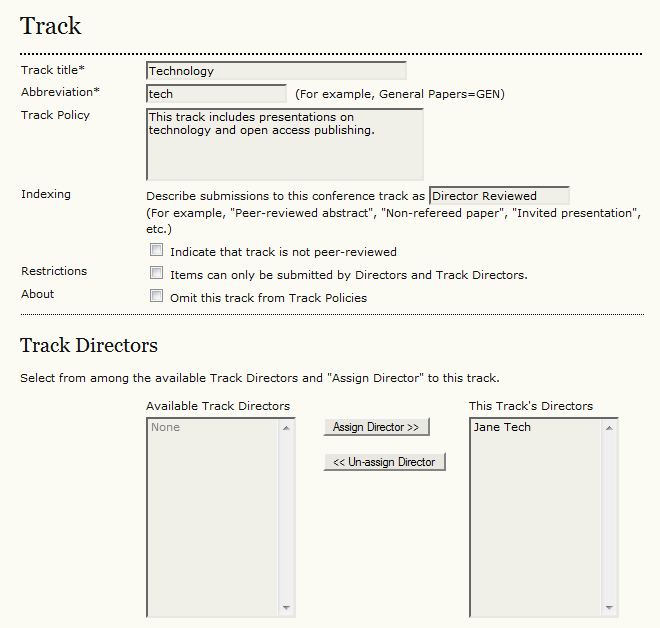 Track
Track title* Technology
Abbreviation* tech (For example, General Papers=GEN)
Track Policy This track includes presentations on
technology and open access publishing.
Indexing Describe submissions to this conference track as Director Reviewed
(For example, "Peer-reviewed abstract", "Non-refereed paper", "Invited presentation",
etc.)
Indicate that track is not peer-reviewed
Restrictions Items can only be submitted by Directors and Track Directors.
About Omit this track from Track Policies
Track Directors
Select from among the available Track Directors and "Assign Director" to this track.
Available Track Directors This Track's Directors
None Assign Director >> Jane Tech
<< Un-assign Director